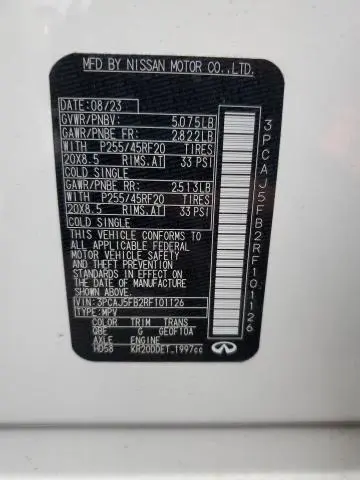 MFD BY NISSAN MOTOR CO.,LTD.
DATE:08/23
GVWR/PNBV: 5075LB
GAWR/PNBE FR: 2822LB
WITH P255/45RF20 TIRES
20X8.5 RIMS.AT 33 PSI
COLD SINGLE
GAWR/PNBE RR: 2513LB
WITH P255/45RF20 TIRES
20X8.5 RIMS.AT 33 PSI
COLD SINGLE
THIS VEHICLE CONFORMS TO
ALL APPLICABLE FEDERAL
MOTOR VEHICLE SAFETY
AND THEFT PREVENTION
STANDARDS IN EFFECT ON
THE DATE OF MANUFACTURE
SHOWN ABOVE.
VIN:3PCAJ5FB2RF101126
TYPE:MPV
COLOR TRIM TRANS
QBE G GE0F10A
AXLE ENGINE
HD58 KR20DDET 1997cc
INFINITI
3PCAJ5FB2RF101126